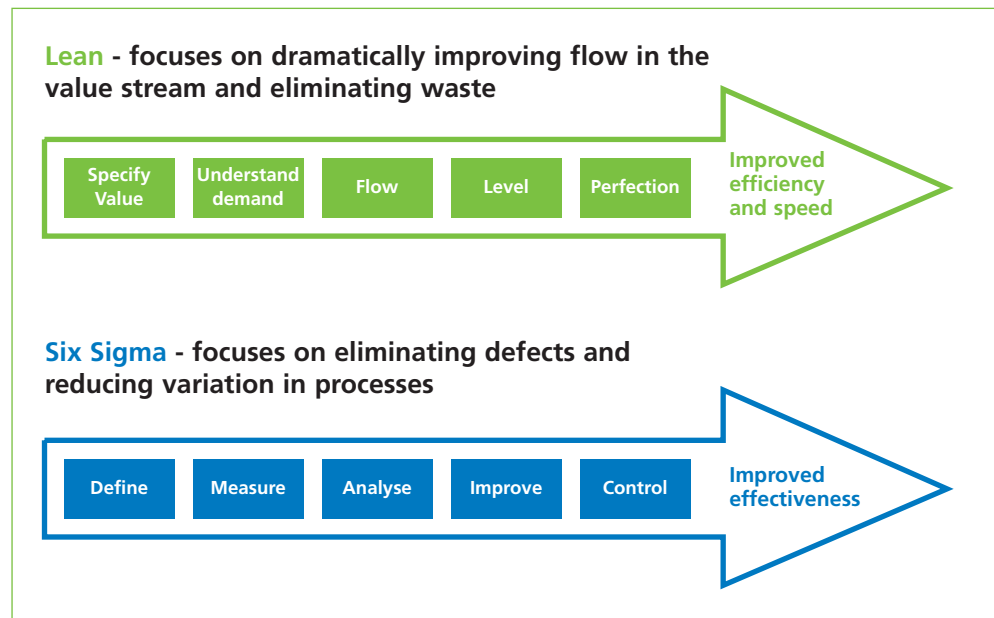 Lean - focuses on dramatically improving flow in the
value stream and eliminating waste
Specify
Value
Understand
demand
Flow
Level
Perfection
Improved
efficiency
and speed
Six Sigma - focuses on eliminating defects and
reducing variation in processes
Define
Measure
Analyse
Improve
Control
Improved
effectiveness